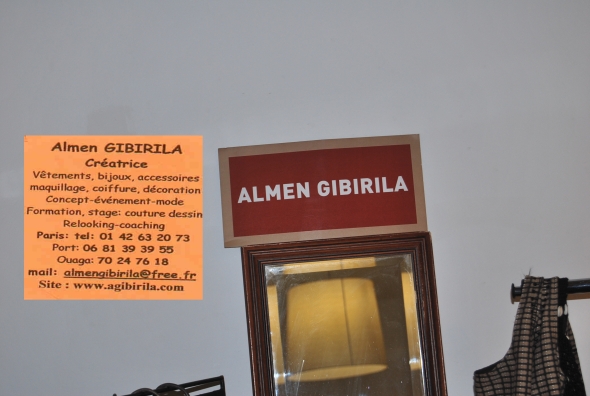 Almen GIBIRILA
Créatrice
Vêtements, bijoux, accessoires
maquillage, coiffure, décoration
Concept-événement-mode
Formation, stage: couture dessin
Relooking-coaching
Paris: tel: 01 42 63 20 73
Port: 06 81 39 39 55
Ouaga: 70 24 76 18
mail: almengibirila@free.fr
Site : www.agibirila.com
ALMEN GIBIRILA